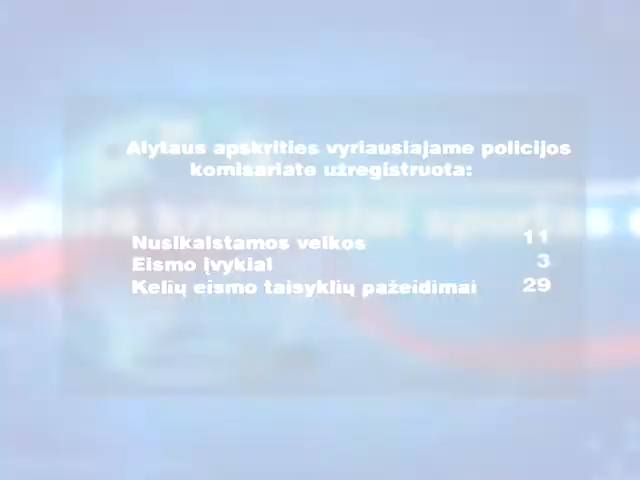 Alytaus apskrities vyriausiajame policijos
komisariate užregistruota:
Nusikalstamos veikos 11
Eismo įvykiai 3
Kelių eismo taisyklių pažeidimai 29